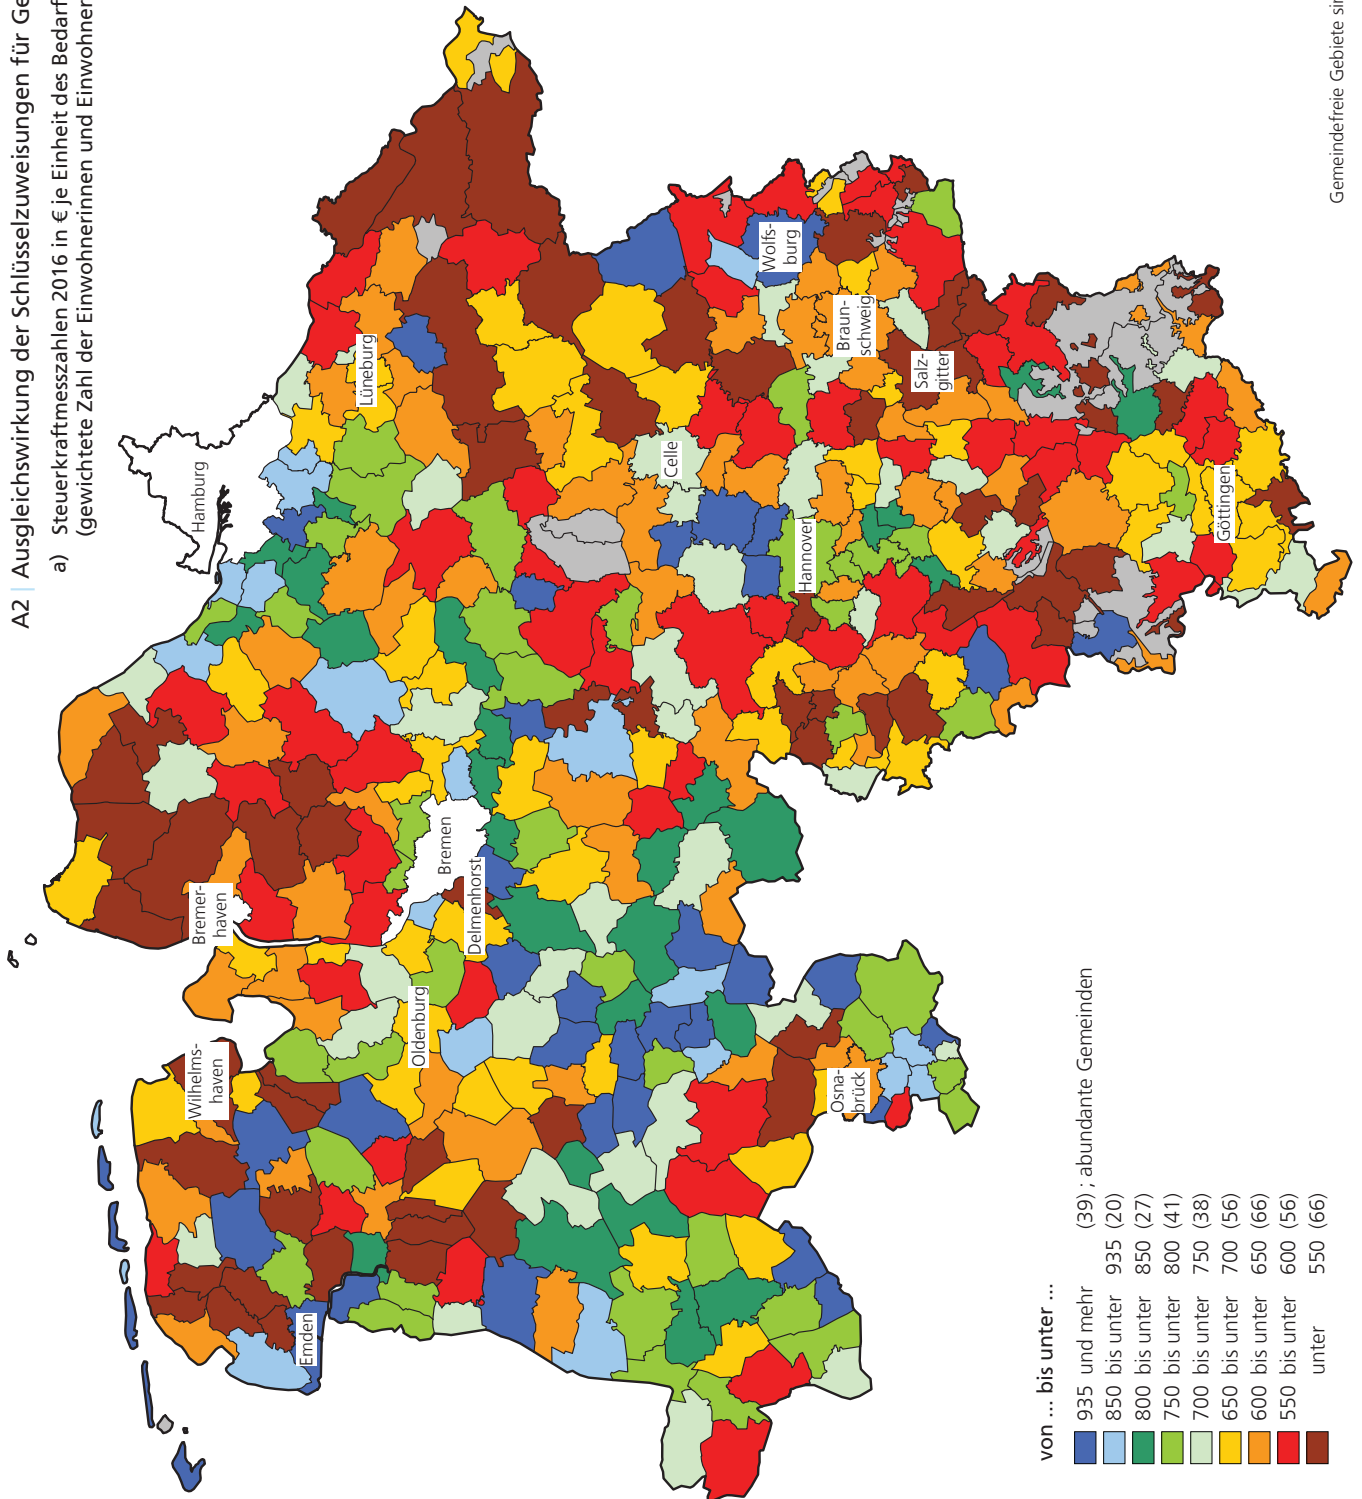 A2 | Ausgleichswirkung der Schlüsselzuweisungen für
a) Steuerkraftmesszahlen 2016 in € je Einheit des
(gewichtete Zahl der Einwohnerinnen und Einwohner
Hamburg
Lüneburg
Bremer-
haven
Wilhelms-
haven
Emden
Bremen
Delmenhorst
Oldenburg
Celle
Wolfs-
burg
Braun-
schweig
Salz-
gitter
Hannover
Göttingen
Osna-
brück
von ... bis unter ...
935 und mehr (39) ; abundante Gemeinden
850 bis unter 935 (20)
800 bis unter 850 (27)
750 bis unter 800 (41)
700 bis unter 750 (38)
650 bis unter 700 (56)
600 bis unter 650 (66)
550 bis unter 600 (56)
unter 550 (66)
Gemeindefreie Gebiete